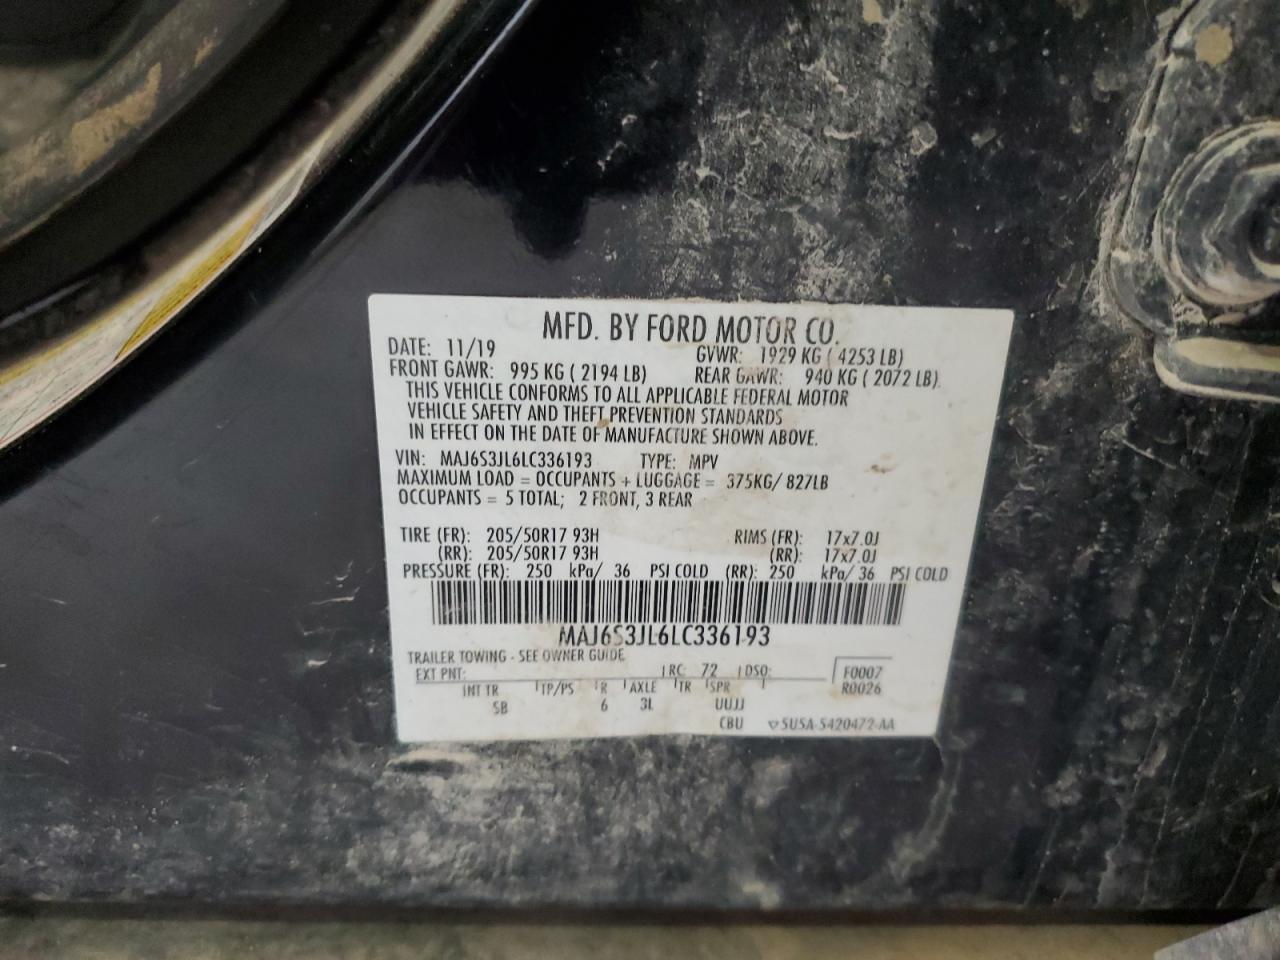 MFD. BY FORD MOTOR CO.
DATE: 11/19 GVWR: 1929 KG ( 4253 LB)
FRONT GAWR: 995 KG ( 2194 LB) REAR GAWR: 940 KG ( 2072 LB).
THIS VEHICLE CONFORMS TO ALL APPLICABLE FEDERAL MOTOR
VEHICLE SAFETY AND THEFT PREVENTION STANDARDS
IN EFFECT ON THE DATE OF MANUFACTURE SHOWN ABOVE.
VIN: MAJ6S3JL6LC336193 TYPE: MPV
MAXIMUM LOAD = OCCUPANTS + LUGGAGE = 375KG/ 827LB
OCCUPANTS = 5 TOTAL; 2 FRONT, 3 REAR
TIRE (FR): 205/50R17 93H RIMS (FR): 17x7.0J
(RR): 205/50R17 93H (RR): 17x7.0J
PRESSURE (FR): 250 kPa/ 36 PSI COLD (RR): 250 kPa/ 36 PSI COLD
MAJ6S3JL6LC336193
TRAILER TOWING - SEE OWNER GUIDE
EXT PNT: RC: 72 DSO: F0007
INT TR TP/PS R AXLE TR SPR R0026
5B 6 3L UUJJ
CBU 5U5A-5420472-AA